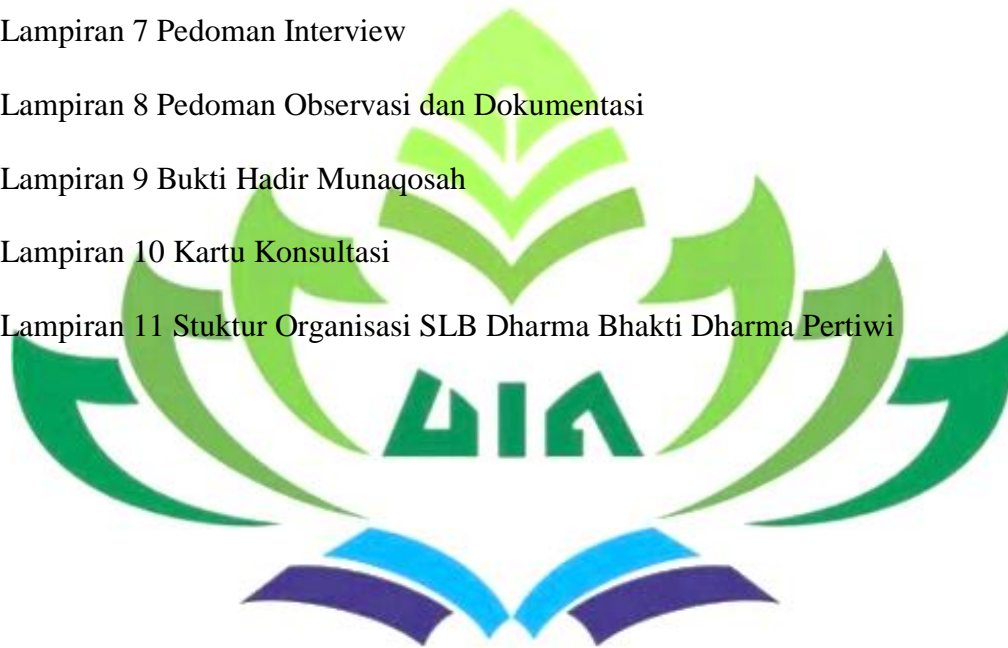 Lampiran 7 Pedoman Interview
Lampiran 8 Pedoman Observasi dan Dokumentasi
Lampiran 9 Bukti Hadir Munaqosah
Lampiran 10 Kartu Konsultasi
Lampiran 11 Stuktur Organisasi SLB Dharma Bhakti Dharma Pertiwi
UIN